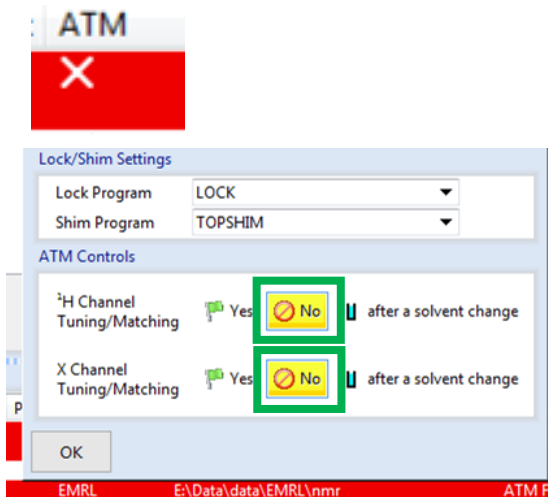 ATM
Lock/Shim Settings
Lock Program LOCK
Shim Program TOPSHIM
ATM Controls
¹H Channel
Tuning/Matching Yes No after a solvent change
X Channel
Tuning/Matching Yes No after a solvent change
OK
EMRL E:\Data\data\EMRL\nmr ATM F